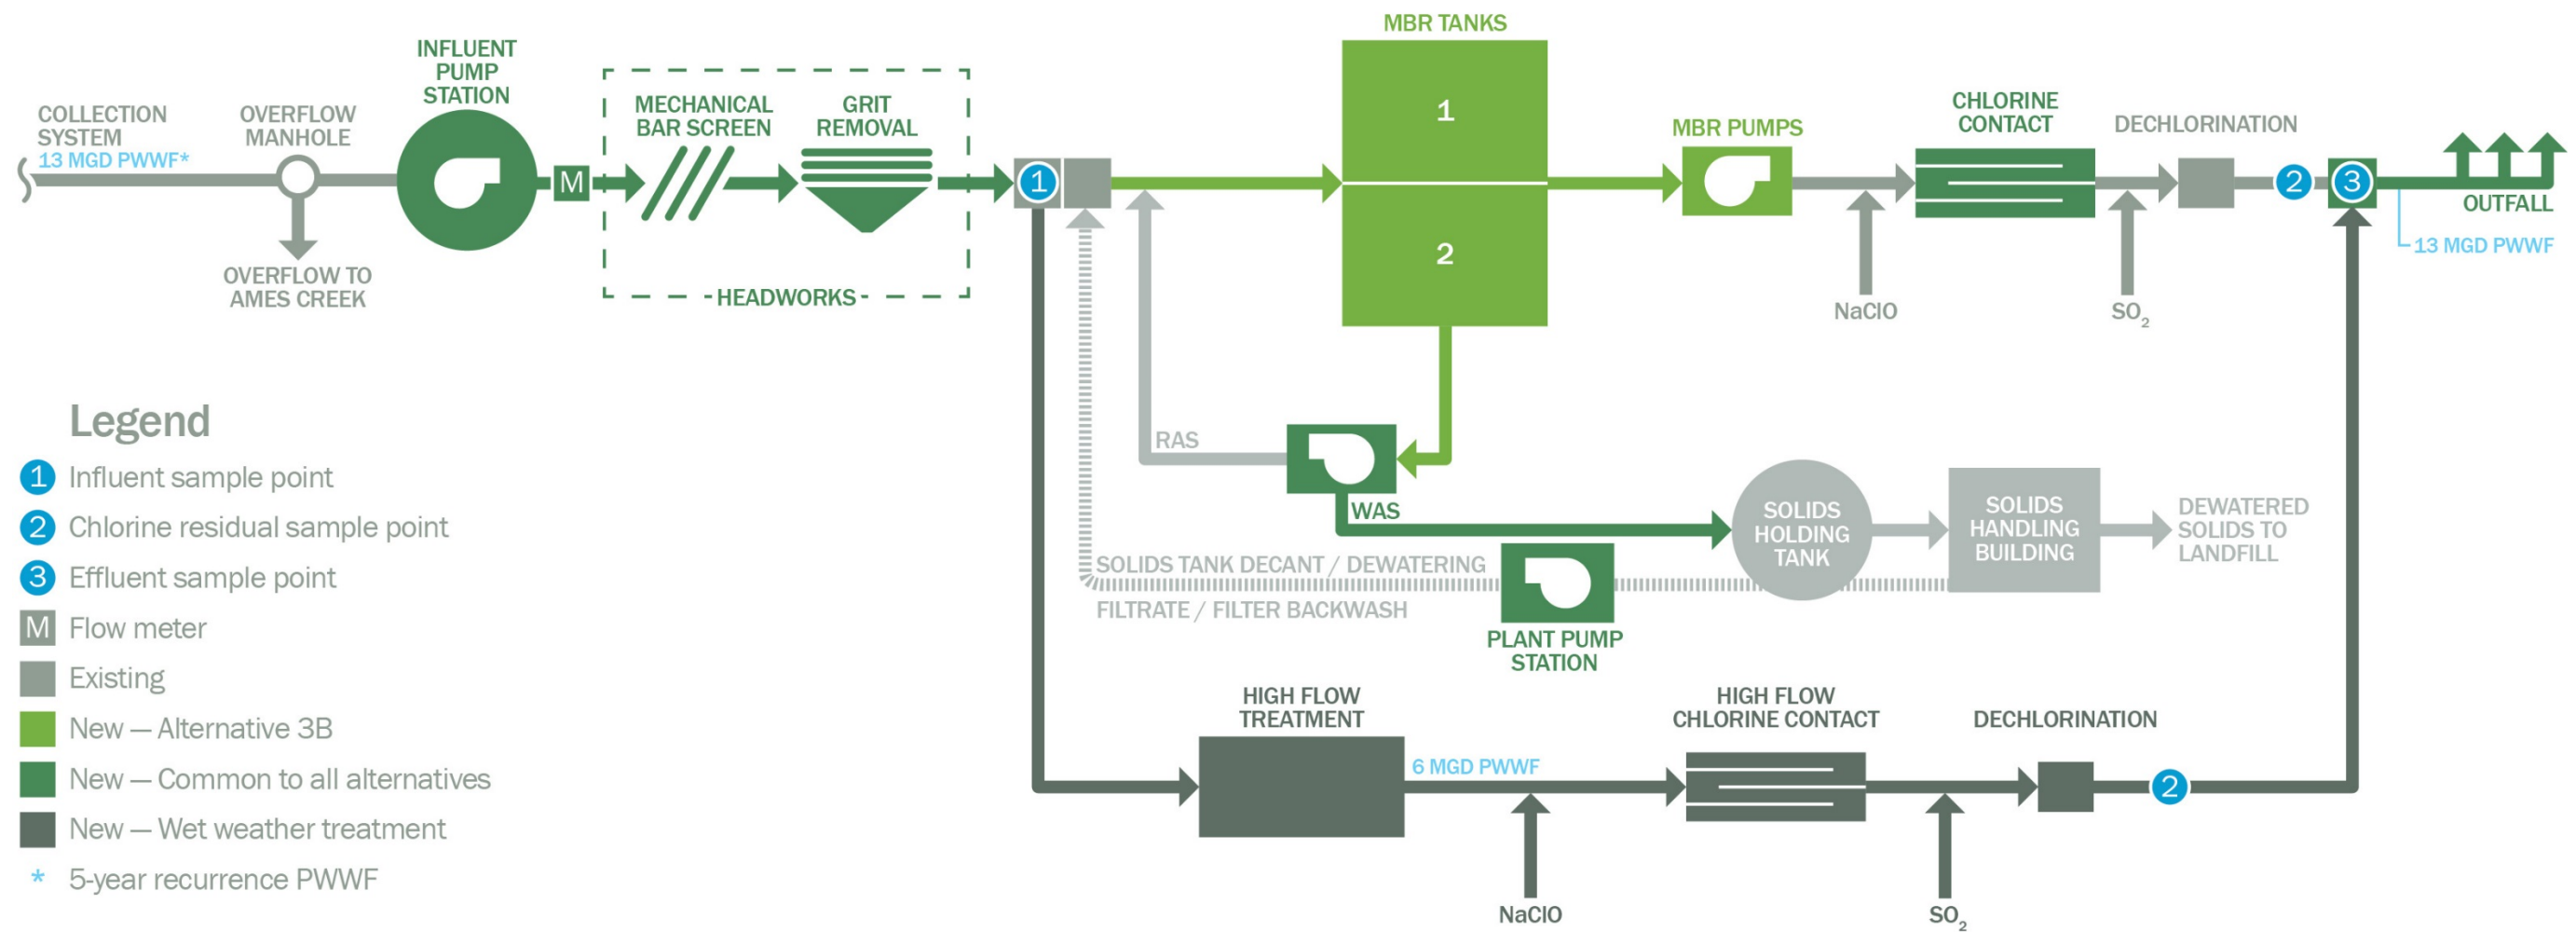 COLLECTION
SYSTEM
13 MGD PWWF*
OVERFLOW
MANHOLE
OVERFLOW TO
AMES CREEK
INFLUENT
PUMP
STATION
M
MECHANICAL
BAR SCREEN
GRIT
REMOVAL
HEADWORKS
1
MBR TANKS
1
2
MBR PUMPS
NaClO
CHLORINE
CONTACT
SO2
DECHLORINATION
2
3
OUTFALL
13 MGD PWWF
RAS
WAS
SOLIDS
HOLDING
TANK
SOLIDS
HANDLING
BUILDING
DEWATERED
SOLIDS TO
LANDFILL
SOLIDS TANK DECANT / DEWATERING
FILTRATE / FILTER BACKWASH
PLANT PUMP
STATION
HIGH FLOW
TREATMENT
6 MGD PWWF
NaClO
HIGH FLOW
CHLORINE CONTACT
SO2
DECHLORINATION
2
Legend
1 Influent sample point
2 Chlorine residual sample point
3 Effluent sample point
M Flow meter
Existing
New — Alternative 3B
New — Common to all alternatives
New — Wet weather treatment
* 5-year recurrence PWWF